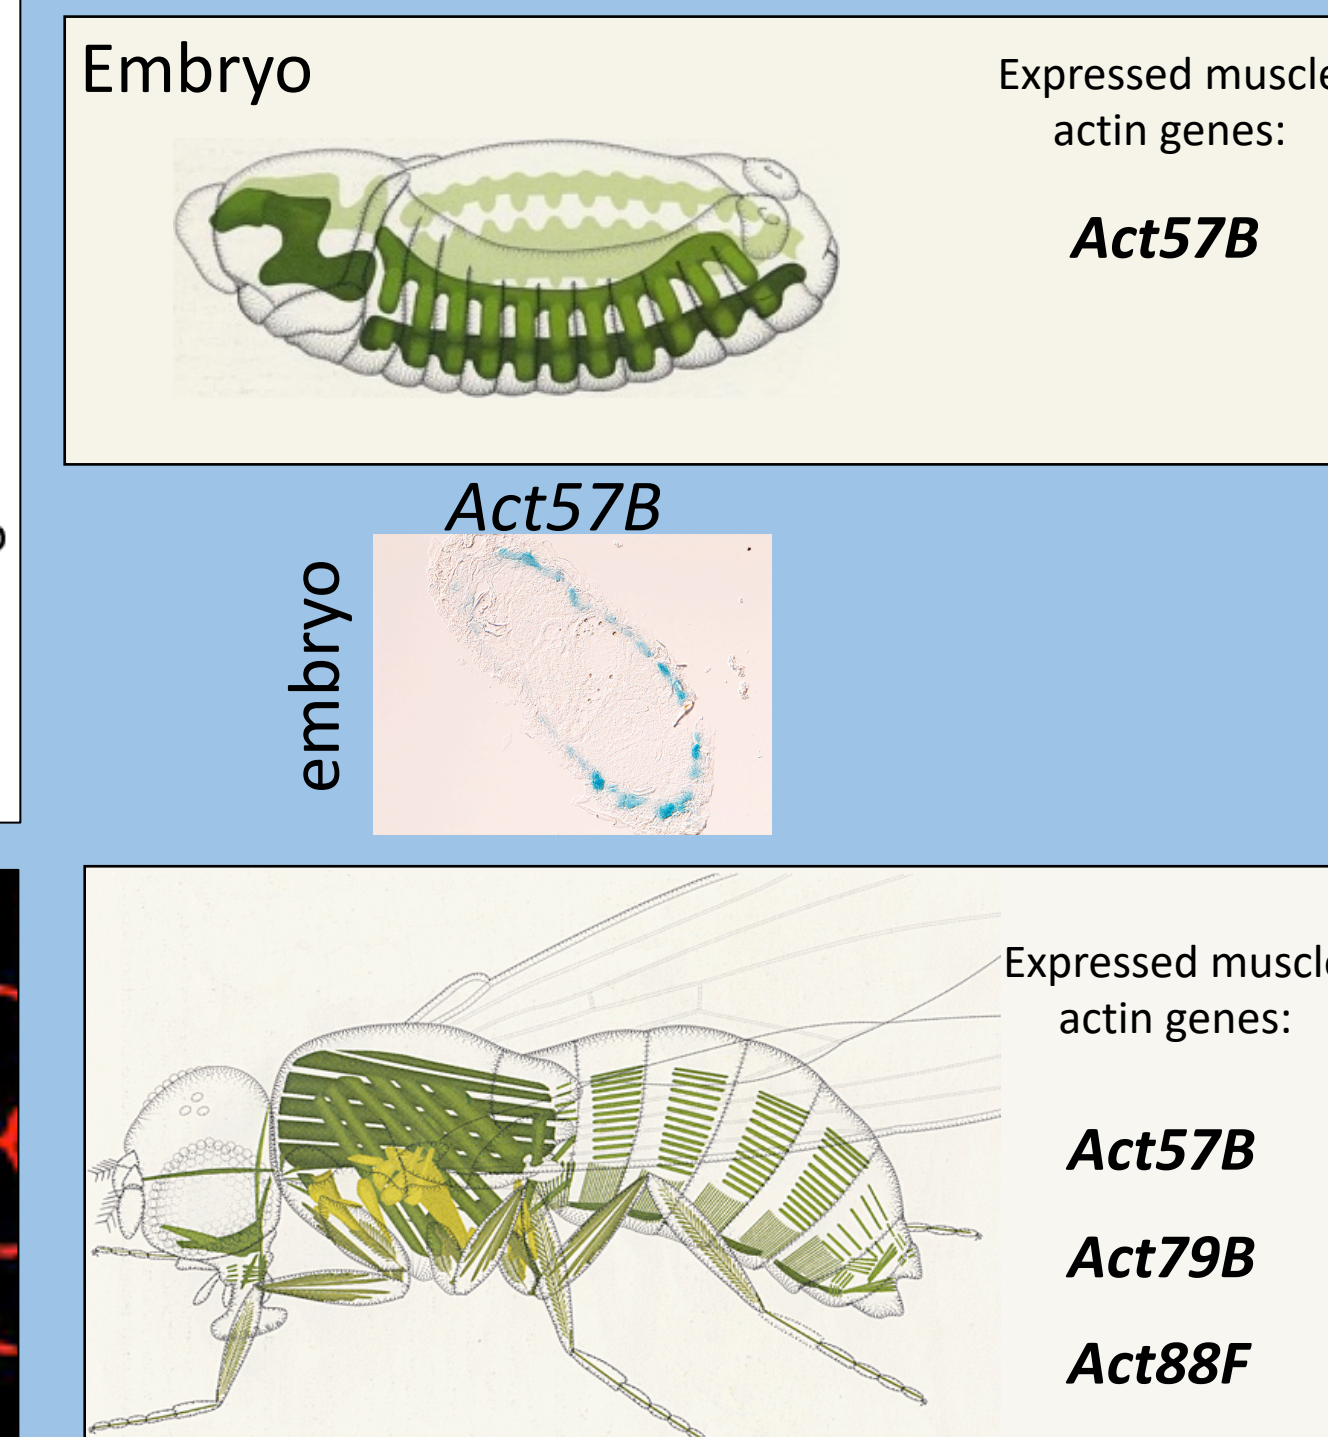 Embryo
Expressed muscle
actin genes:
Act57B
Act57B
embryo
Expressed muscle
actin genes:
Act57B
Act79B
Act88F